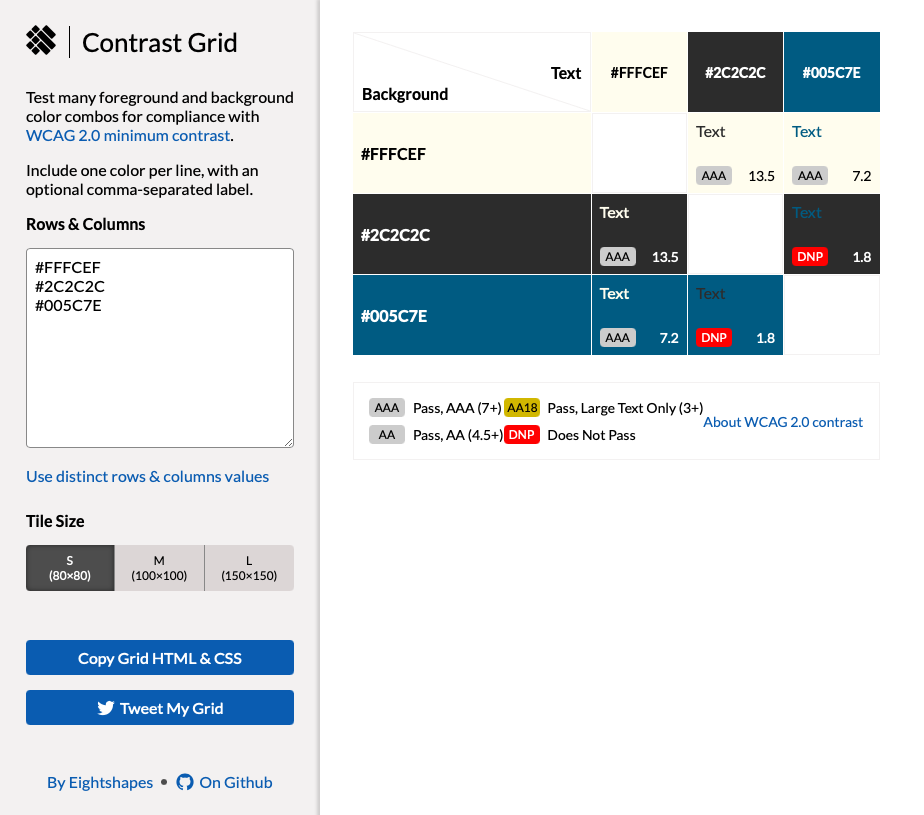 Contrast Grid
Test many foreground and background
color combos for compliance with
WCAG 2.0 minimum contrast.
Include one color per line, with an
optional comma-separated label.
Rows & Columns
#FFFCEF
#2C2C2C
#005C7E
Use distinct rows & columns values
Tile Size
S
(80×80)
M
(100×100)
L
(150×150)
Copy Grid HTML & CSS
Tweet My Grid
By Eightshapes • On Github
Text
Background
#FFFCEF
#2C2C2C
#005C7E
#FFFCEF
Text
AAA 13.5
Text
AAA 7.2
#2C2C2C
Text
AAA 13.5
Text
DNP 1.8
#005C7E
Text
AAA 7.2
Text
DNP 1.8
AAA Pass, AAA (7+)
AA18 Pass, Large Text Only (3+)
AA Pass, AA (4.5+)
DNP Does Not Pass
About WCAG 2.0 contrast